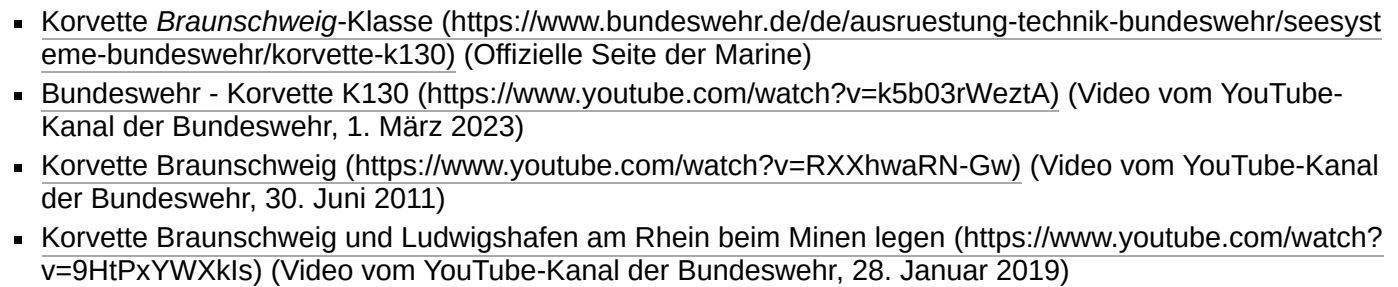 ▪ Korvette Braunschweig-Klasse (https://www.bundeswehr.de/de/ausruestung-technik-bundeswehr/seesyst
eme-bundeswehr/korvette-k130) (Offizielle Seite der Marine)
▪ Bundeswehr - Korvette K130 (https://www.youtube.com/watch?v=k5b03rWeztA) (Video vom YouTube-
Kanal der Bundeswehr, 1. März 2023)
▪ Korvette Braunschweig (https://www.youtube.com/watch?v=RXXhwaRN-Gw) (Video vom YouTube-Kanal
der Bundeswehr, 30. Juni 2011)
▪ Korvette Braunschweig und Ludwigshafen am Rhein beim Minen legen (https://www.youtube.com/watch?
v=9HtPxYWXkIs) (Video vom YouTube-Kanal der Bundeswehr, 28. Januar 2019)